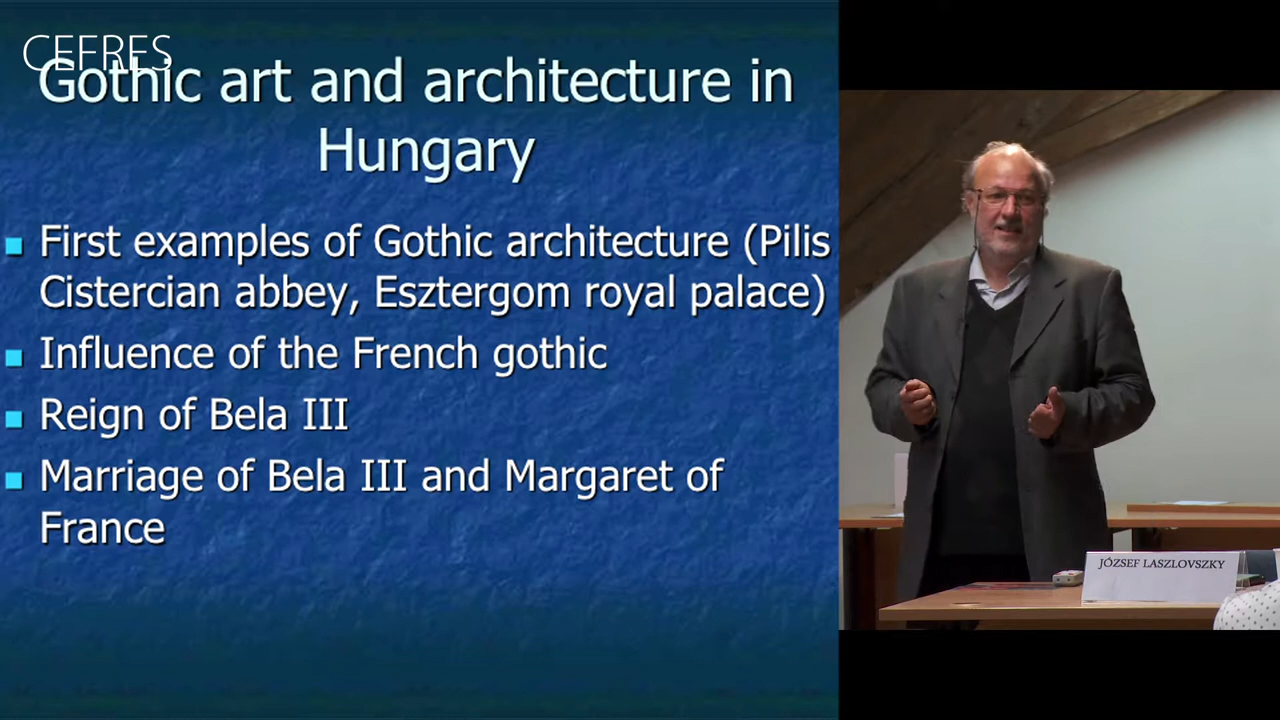 CEFRES
Gothic art and architecture in
Hungary
First examples of Gothic architecture (Pilis
Cistercian abbey, Esztergom royal palace)
Influence of the French gothic
Reign of Bela III
Marriage of Bela III and Margaret of
France
JÓZSEF LASZLOVSZKY